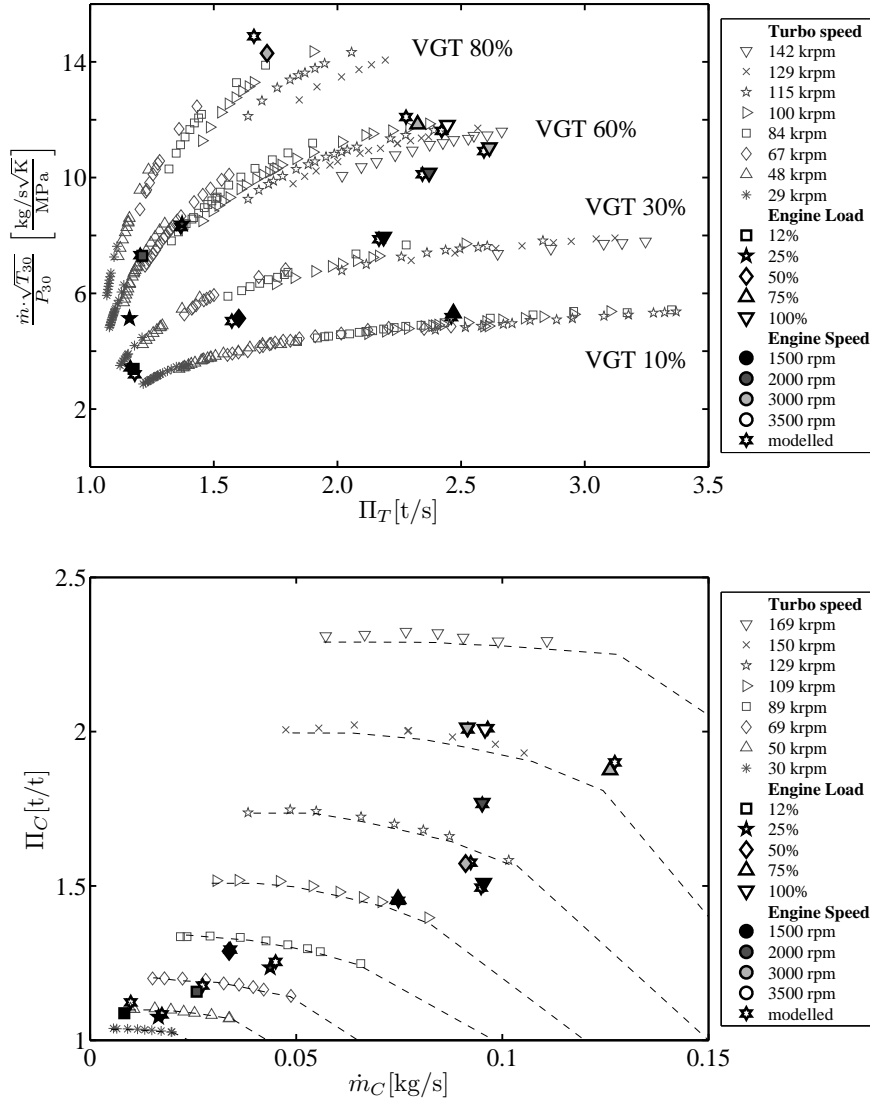 14
10
6
2
1.0
1.5
2.0
2.5
3.0
3.5
ṁ·√T₃₀ / P₃₀ [kg/s√K / MPa]
Π_T[t/s]
VGT 80%
VGT 60%
VGT 30%
VGT 10%
Turbo speed
142 krpm
129 krpm
115 krpm
100 krpm
84 krpm
67 krpm
48 krpm
29 krpm
Engine Load
12%
25%
50%
75%
100%
Engine Speed
1500 rpm
2000 rpm
3000 rpm
3500 rpm
modelled
2.5
2
1.5
1
0
0.05
0.1
0.15
Π_C[t/t]
ṁ_C [kg/s]
Turbo speed
169 krpm
150 krpm
129 krpm
109 krpm
89 krpm
69 krpm
50 krpm
30 krpm
Engine Load
12%
25%
50%
75%
100%
Engine Speed
1500 rpm
2000 rpm
3000 rpm
3500 rpm
modelled